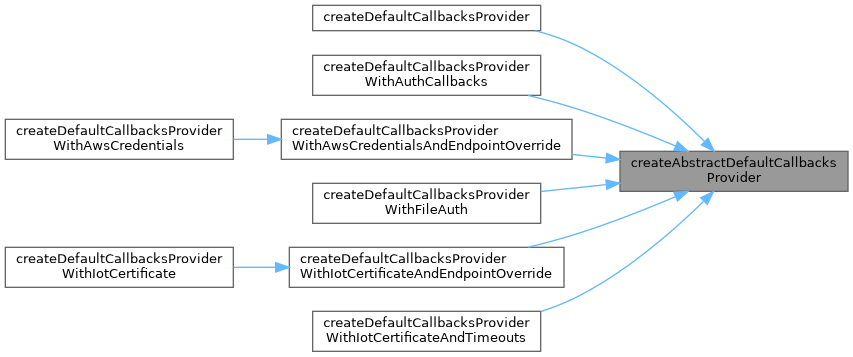 createDefaultCallbacksProvider
createDefaultCallbacksProvider
WithAuthCallbacks
createDefaultCallbacksProvider
WithAwsCredentials
createDefaultCallbacksProvider
WithAwsCredentialsAndEndpointOverride
createAbstractDefaultCallbacks
Provider
createDefaultCallbacksProvider
WithFileAuth
createDefaultCallbacksProvider
WithIotCertificate
createDefaultCallbacksProvider
WithIotCertificateAndEndpointOverride
createDefaultCallbacksProvider
WithIotCertificateAndTimeouts